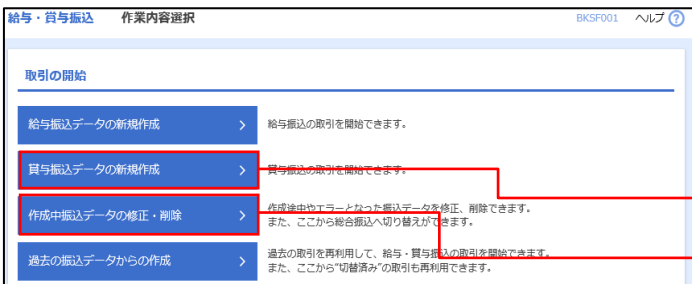 給与・賞与振込 作業内容選択 BKSF001 ヘルプ ?
取引の開始
給与振込データの新規作成 > 給与振込の取引を開始できます。
賞与振込データの新規作成 > 賞与振込の取引を開始できます。
作成中振込データの修正・削除 > 作成途中やエラーとなった振込データを修正、削除できます。
また、ここから総合振込へ切り替えができます。
過去の振込データからの作成 > 過去の取引を再利用して、給与・賞与振込の取引を開始できます。
また、ここから"切替済み"の取引も再利用できます。